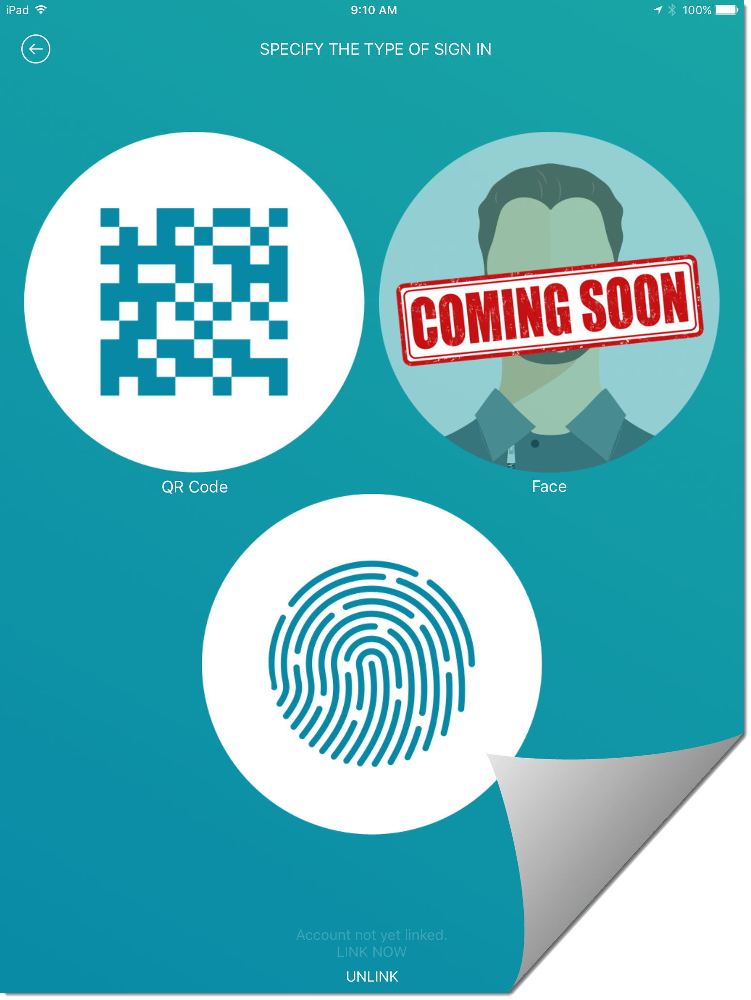 iPad 9:10 AM 100%
SPECIFY THE TYPE OF SIGN IN
COMING SOON
QR Code
Face
Account not yet linked.
LINK NOW
UNLINK